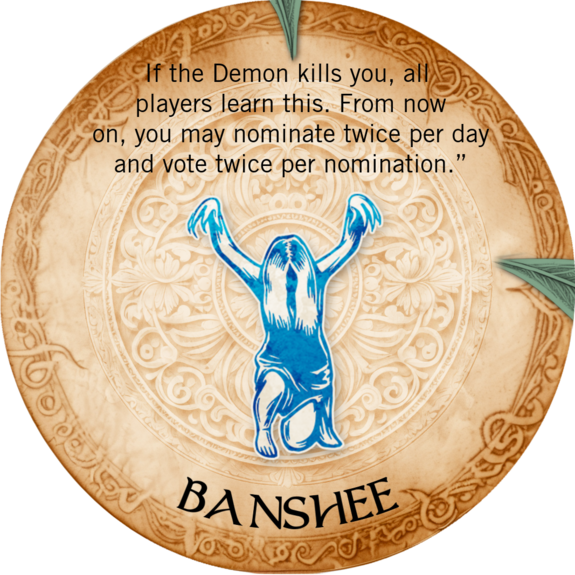 If the Demon kills you, all
players learn this. From now
on, you may nominate twice per day
and vote twice per nomination.”
BANSHEE